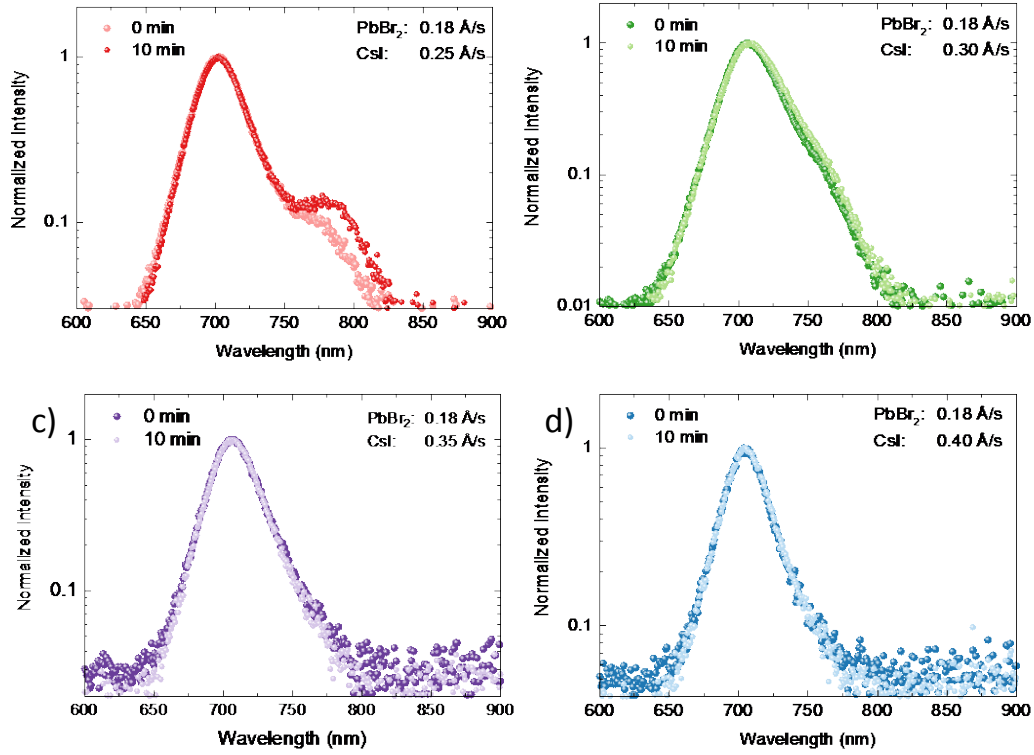 0 min
10 min
PbBr₂: 0.18 Å/s
CsI: 0.25 Å/s
1
0.1
Normalized Intensity
600 650 700 750 800 850 900
Wavelength (nm)
0 min
10 min
PbBr₂: 0.18 Å/s
CsI: 0.30 Å/s
1
0.1
0.01
Normalized Intensity
600 650 700 750 800 850 900
Wavelength (nm)
c)
0 min
10 min
PbBr₂: 0.18 Å/s
CsI: 0.35 Å/s
1
0.1
Normalized Intensity
600 650 700 750 800 850 900
Wavelength (nm)
d)
0 min
10 min
PbBr₂: 0.18 Å/s
CsI: 0.40 Å/s
1
0.1
Normalized Intensity
600 650 700 750 800 850 900
Wavelength (nm)